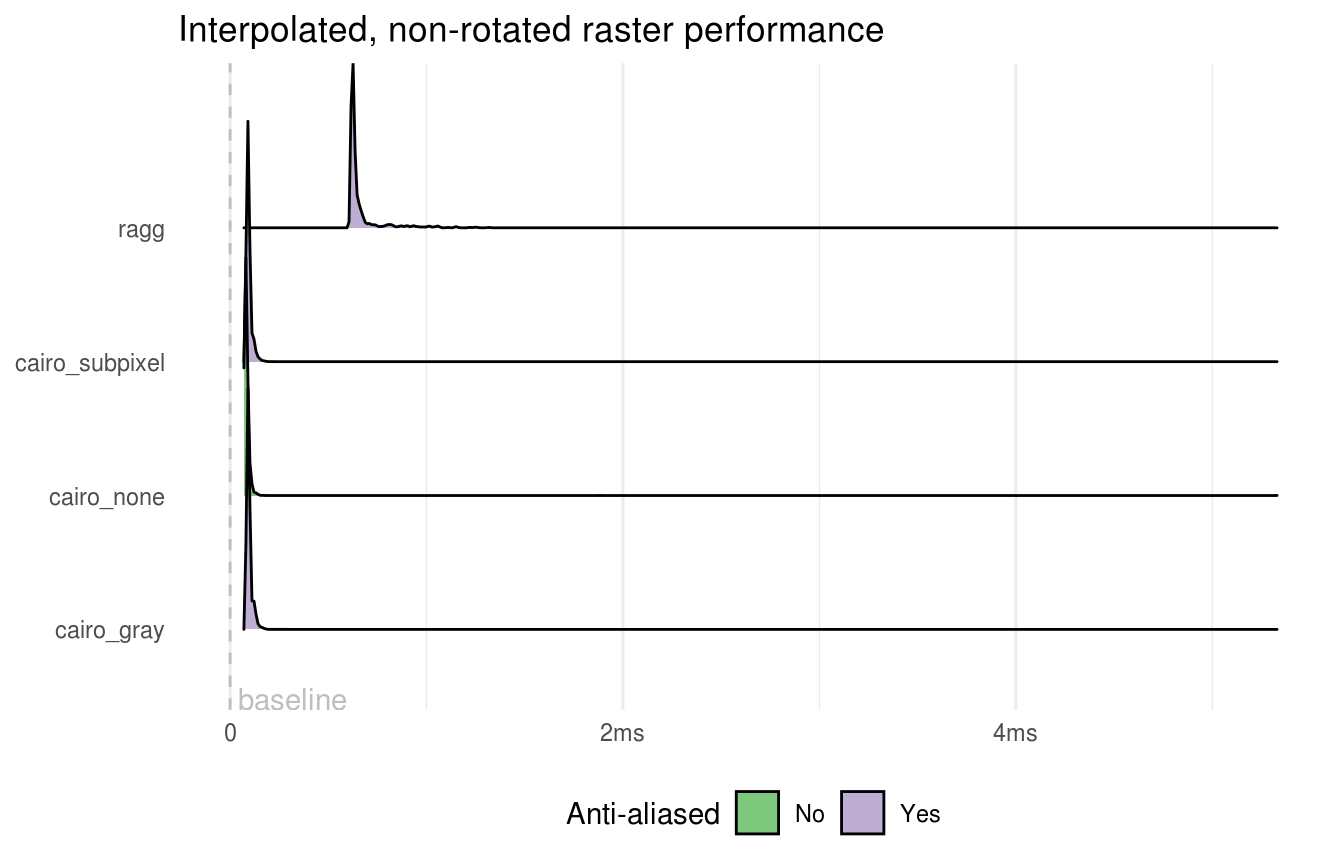 Interpolated, non-rotated raster performance
ragg
cairo_subpixel
cairo_none
cairo_gray
baseline
0 2ms 4ms
Anti-aliased No Yes